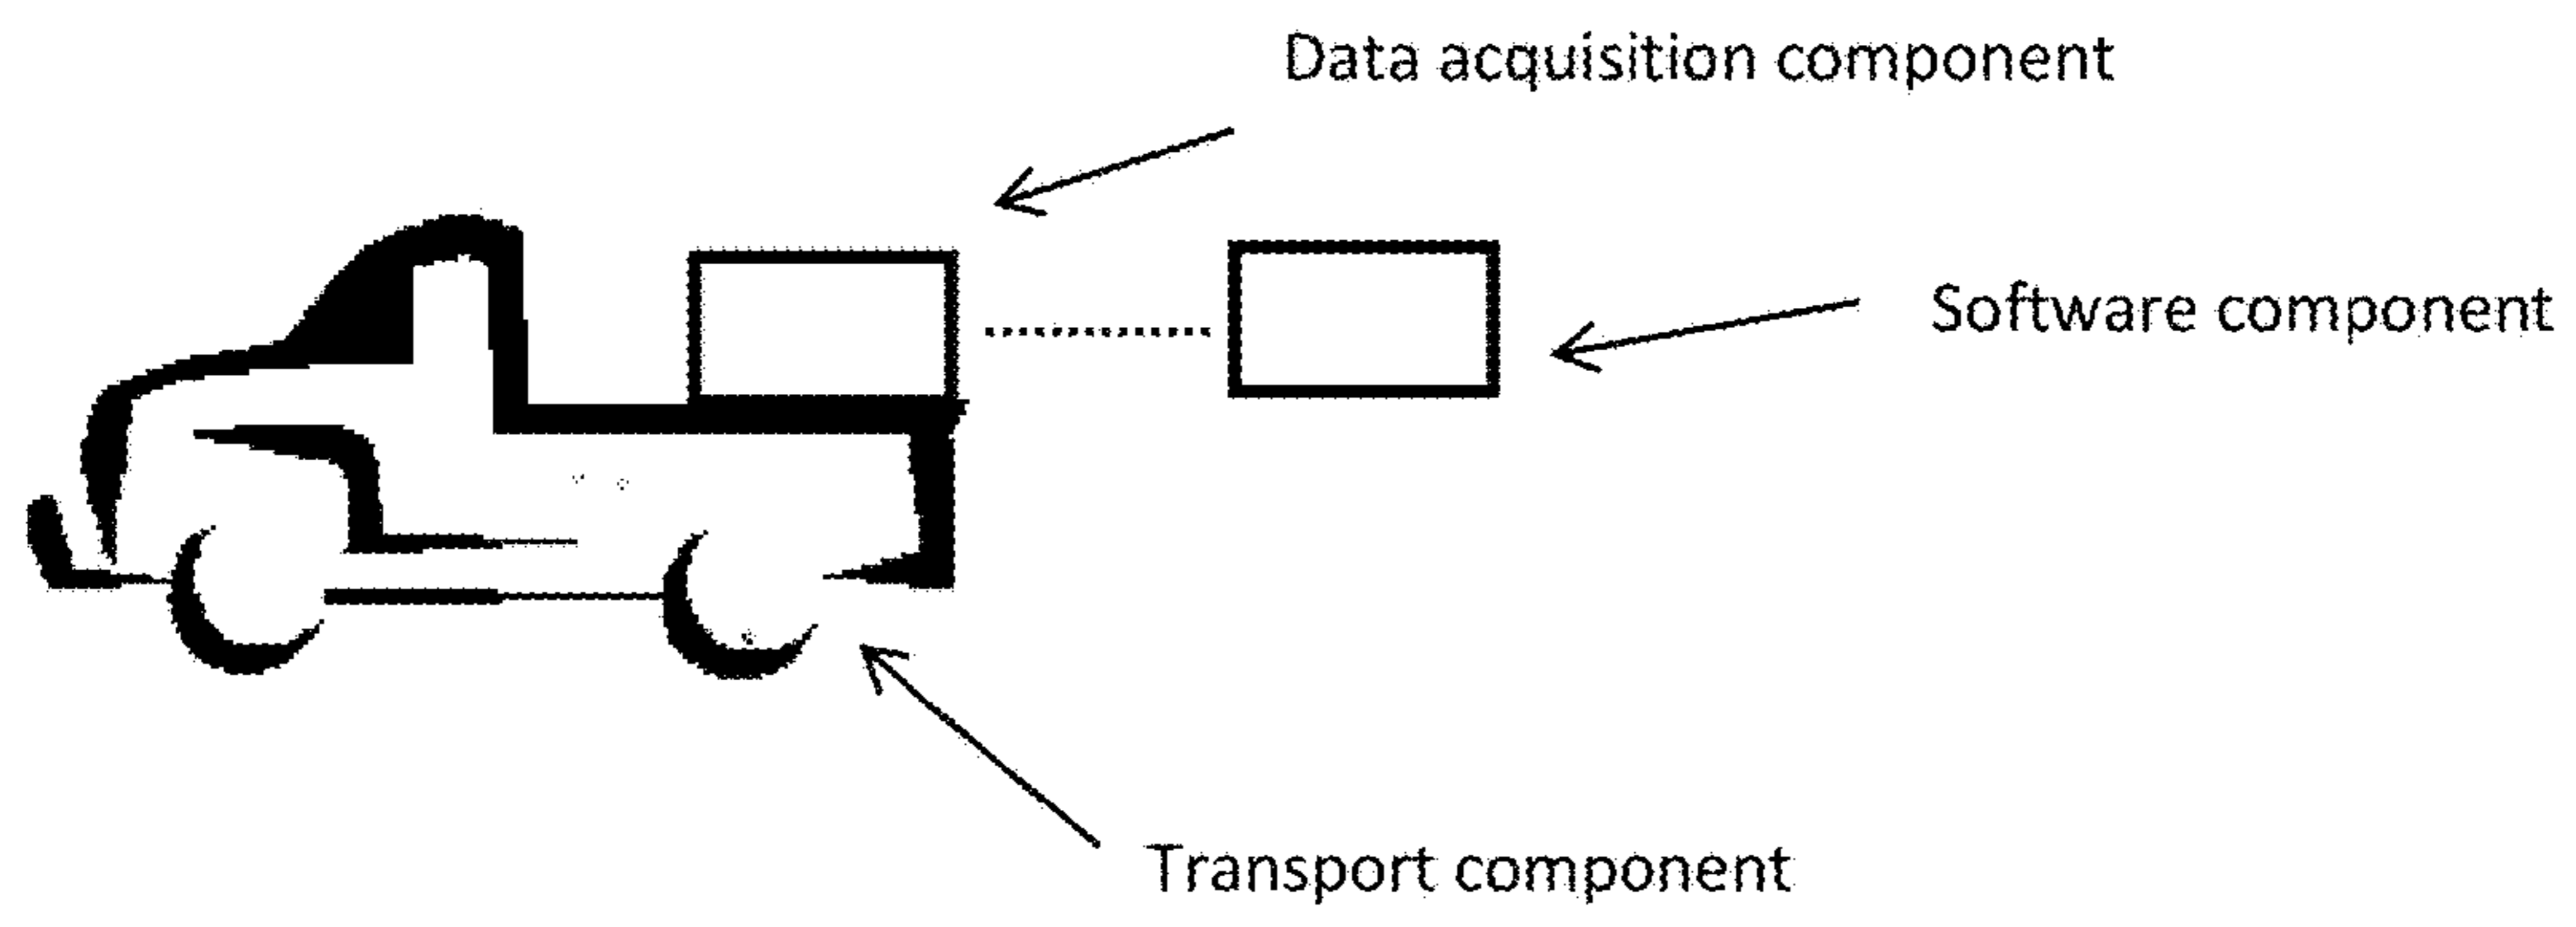 Data acquisition component
Software component
Transport component